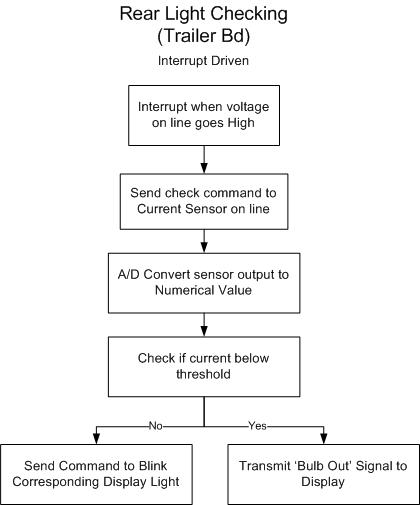 Rear Light Checking
(Trailer Bd)
Interrupt Driven
Interrupt when voltage
on line goes High
Send check command to
Current Sensor on line
A/D Convert sensor output to
Numerical Value
Check if current below
threshold
No
Yes
Send Command to Blink
Corresponding Display Light
Transmit ‘Bulb Out’ Signal to
Display